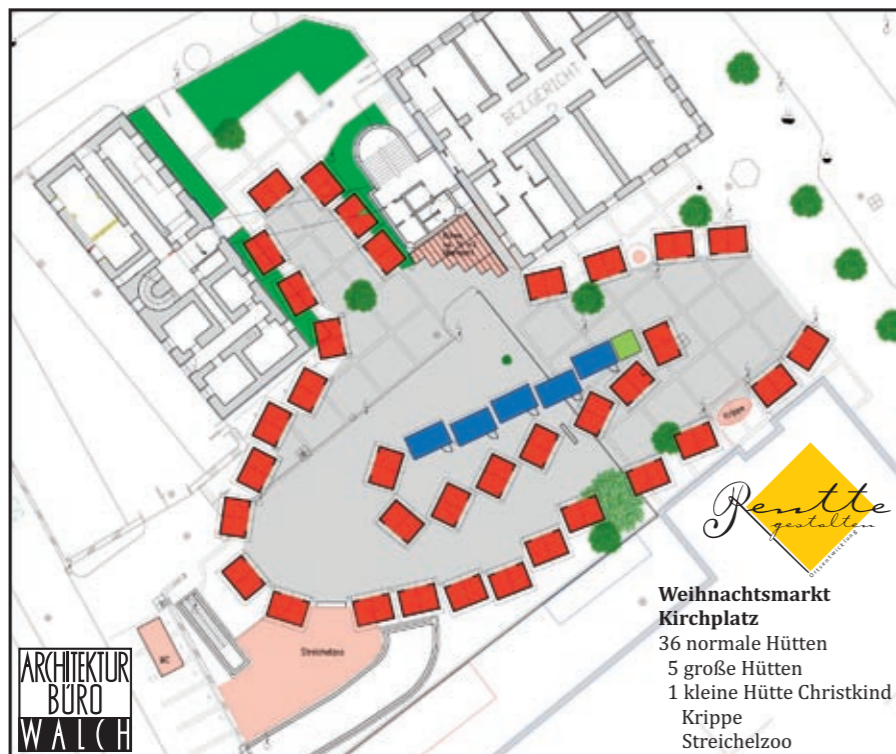 BEZ.GERICHT
Krippe
Streichelzoo
WC
Reutte
gestalten
Ortsentwicklung
Weihnachtsmarkt
Kirchplatz
36 normale Hütten
5 große Hütten
1 kleine Hütte Christkind
Krippe
Streichelzoo
ARCHITEKTUR
BÜRO
WALCH